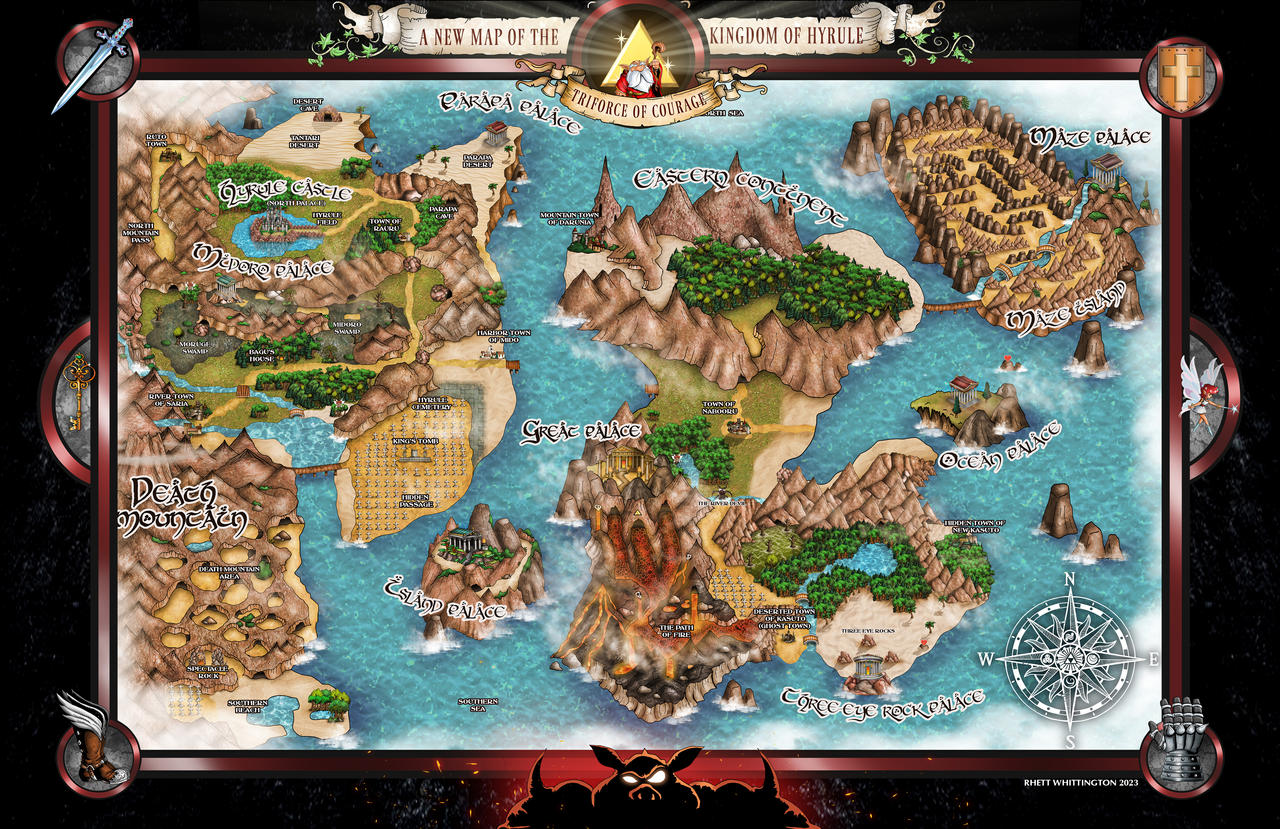 A NEW MAP OF THE
KINGDOM OF HYRULE
TRIFORCE OF COURAGE
DESERT
CAVE
PARAPA PALACE
NORTH SEA
RUTO
TOWN
TANTARI
DESERT
PARAPA
DESERT
MAZE PALACE
EASTERN CONTINENT
HYRULE CASTLE
(NORTH PALACE)
HYRULE
FIELD
PARAPA
CAVE
MOUNTAIN TOWN
OF DARUNIA
NORTH
MOUNTAIN
PASS
TOWN OF
RAURU
MIDORO PALACE
MAZE ISLAND
MIDORO
SWAMP
MORUGE
SWAMP
BAGU'S
HOUSE
HARBOR TOWN
OF MIDO
RIVER TOWN
OF SARIA
HYRULE
CEMETERY
TOWN OF
NABOORU
GREAT PALACE
KING'S TOMB
OCEAN PALACE
DEATH
MOUNTAIN
HIDDEN
PASSAGE
THE RIVER DEVIL
HIDDEN TOWN OF
NEW KASUTO
DEATH MOUNTAIN
AREA
ISLAND PALACE
DESERTED TOWN
OF KASUTO
(GHOST TOWN)
THE PATH
OF FIRE
THREE EYE ROCKS
SPECTACLE
ROCK
SOUTHERN
BEACH
SOUTHERN
SEA
THREE EYE ROCK PALACE
N
W
E
S
RHETT WHITTINGTON 2023